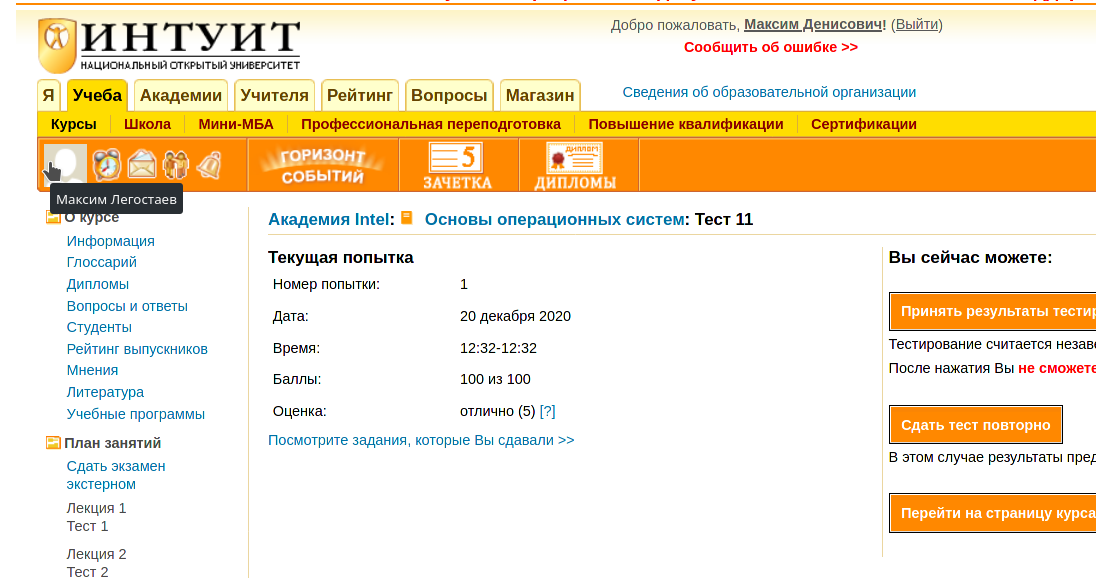 ИНТУИТ
НАЦИОНАЛЬНЫЙ ОТКРЫТЫЙ УНИВЕРСИТЕТ
Добро пожаловать, Максим Денисович! (Выйти)
Сообщить об ошибке >>
Я Учеба Академии Учителя Рейтинг Вопросы Магазин
Сведения об образовательной организации
Курсы Школа Мини-МБА Профессиональная переподготовка Повышение квалификации Сертификации
ГОРИЗОНТ СОБЫТИЙ
5 ЗАЧЕТКА
ДИПЛОМ ДИПЛОМЫ
Максим Легостаев
О курсе
Информация
Глоссарий
Дипломы
Вопросы и ответы
Студенты
Рейтинг выпускников
Мнения
Литература
Учебные программы
План занятий
Сдать экзамен
экстерном
Лекция 1
Тест 1
Лекция 2
Тест 2
Академия Intel: Основы операционных систем: Тест 11
Текущая попытка
Номер попытки: 1
Дата: 20 декабря 2020
Время: 12:32-12:32
Баллы: 100 из 100
Оценка: отлично (5) [?]
Посмотрите задания, которые Вы сдавали >>
Вы сейчас можете:
Принять результаты тестир
Тестирование считается незаве
После нажатия Вы не сможете
Сдать тест повторно
В этом случае результаты пред
Перейти на страницу курса